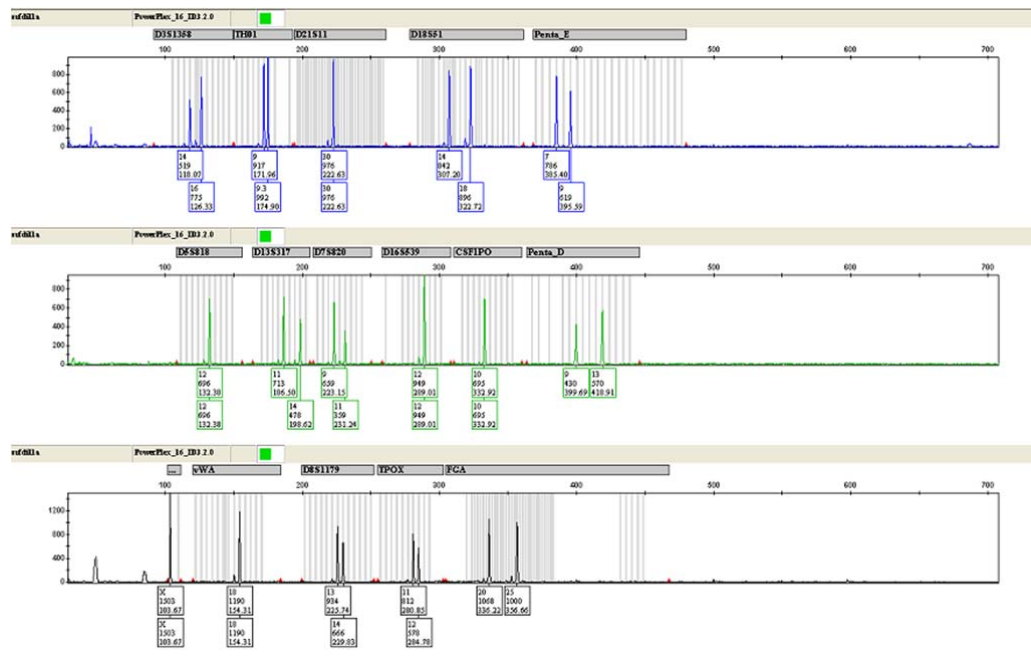 rufdilla PowerPlex_16_ID3.2.0
D3S1358 TH01 D21S11 D18S51 Penta_E
100 200 300 400 500 600 700
800
600
400
200
0
14 9 30 14 7
519 917 976 842 786
118.07 171.96 222.63 307.20 385.40
16 9.3 30 18 9
775 992 976 896 619
126.33 174.90 222.63 322.72 395.59
rufdilla PowerPlex_16_ID3.2.0
D5S818 D13S317 D7S820 D16S539 CSF1PO Penta_D
100 200 300 400 500 600 700
800
600
400
200
0
12 11 9 12 10 9 13
696 713 659 949 695 430 570
132.38 186.50 223.15 289.01 332.92 399.69 418.91
12 14 11 12 10
696 478 359 949 695
132.38 198.62 231.24 289.01 332.92
rufdilla PowerPlex_16_ID3.2.0
... vWA D8S1179 TPOX FGA
100 200 300 400 500 600 700
1200
800
400
0
X 18 13 11 20 25
1503 1190 934 812 1068 1000
103.67 154.31 225.74 280.85 336.22 356.66
X 18 14 12
1503 1190 666 578
103.67 154.31 229.83 284.78